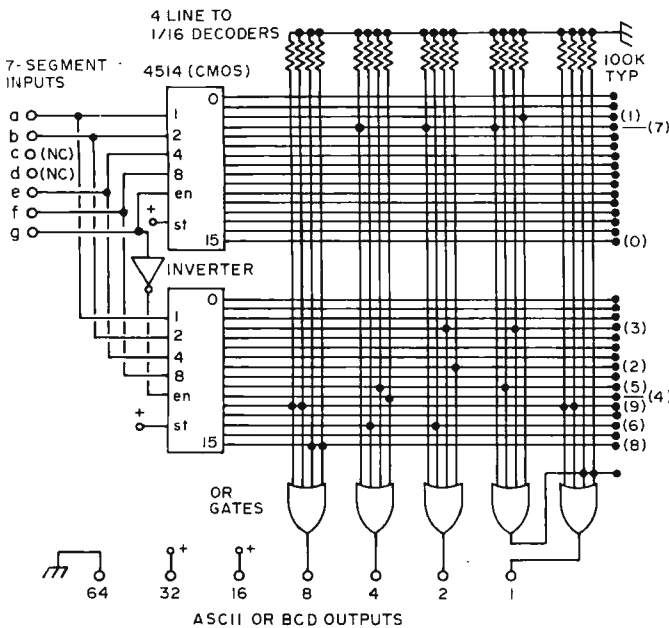 4 LINE TO
1/16 DECODERS
7-SEGMENT
INPUTS
4514 (CMOS)
100K
TYP
0
a
1
(1)
b
2
(7)
c (NC)
4
d (NC)
8
e
en
f
+
st
g
15
(0)
INVERTER
0
1
2
(3)
4
(2)
8
(5)
en
(4)
(9)
+
st
(6)
15
(8)
OR
GATES
+
+
64
32
16
8
4
2
1
ASCII OR BCD OUTPUTS